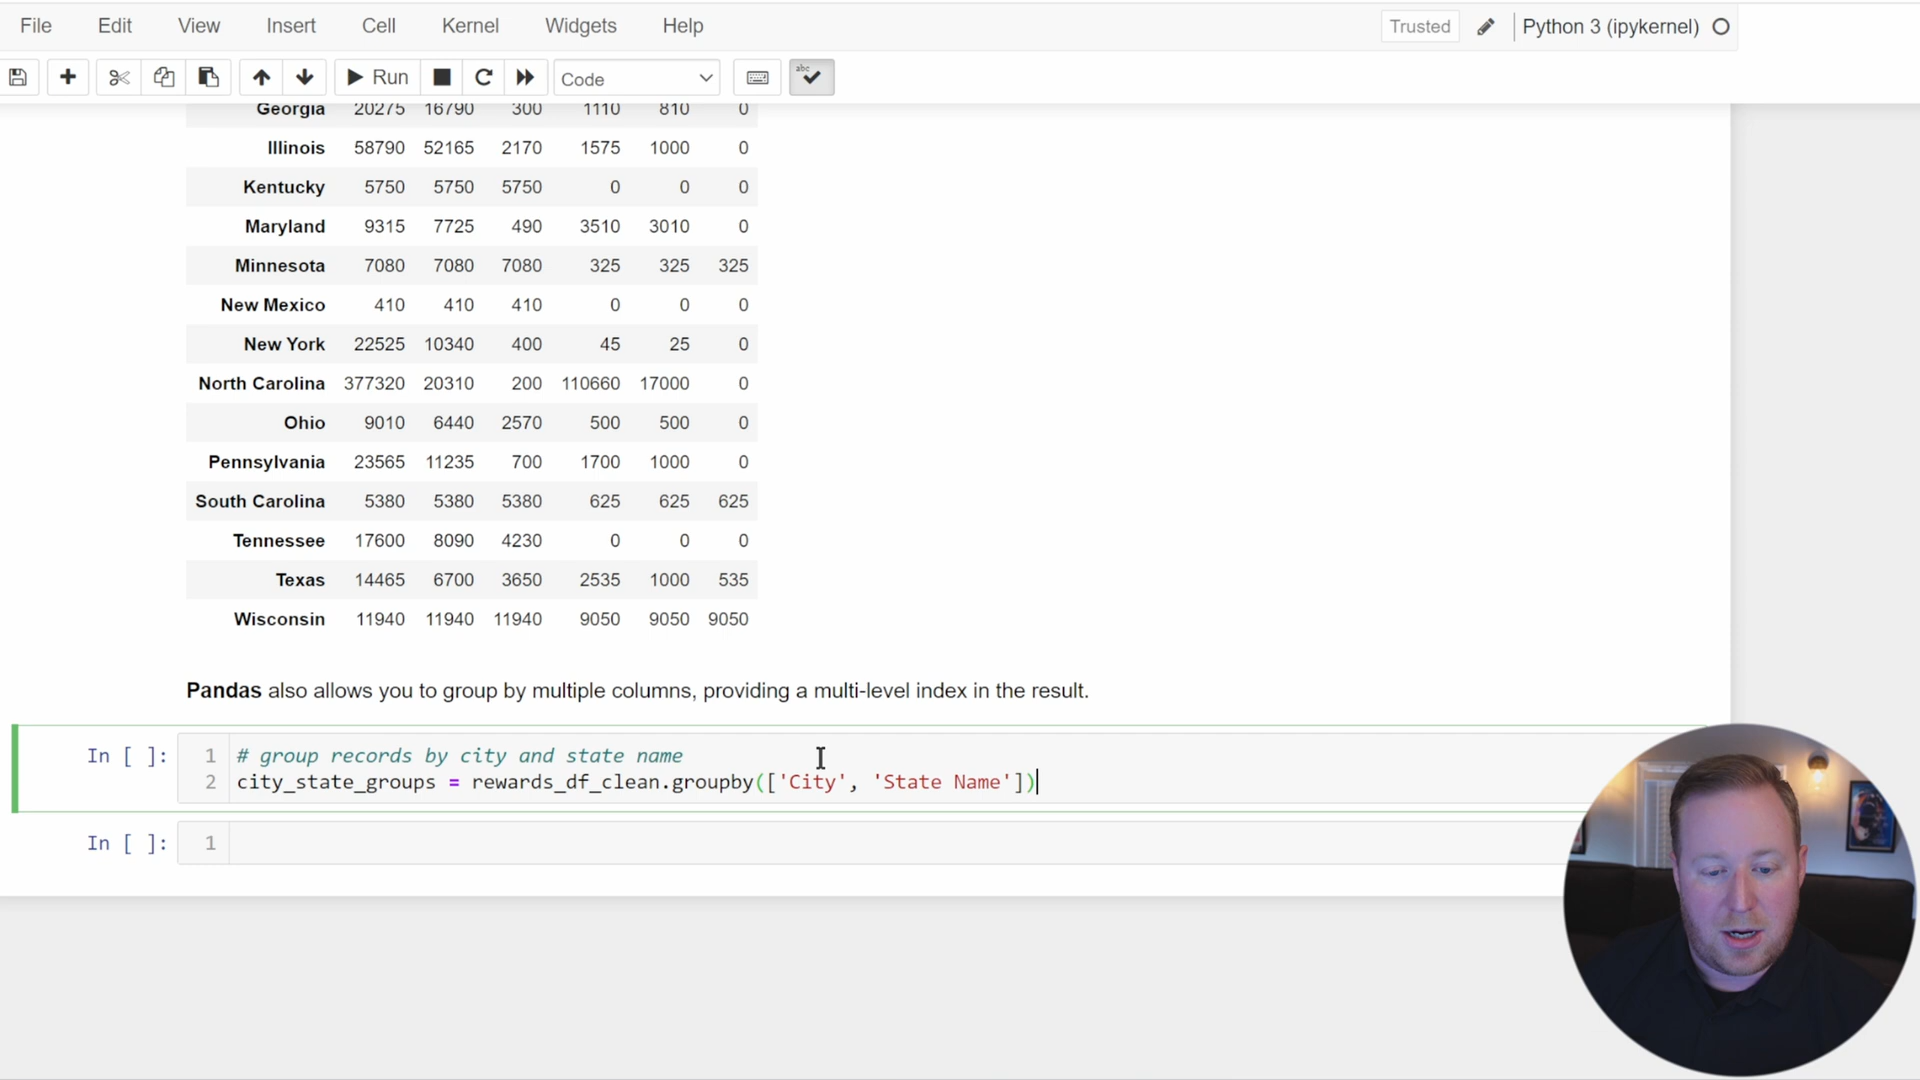 File Edit View Insert Cell Kernel Widgets Help Trusted Python 3 (ipykernel)
Run Code abc
Georgia 20275 16790 300 1110 810 0
Illinois 58790 52165 2170 1575 1000 0
Kentucky 5750 5750 5750 0 0 0
Maryland 9315 7725 490 3510 3010 0
Minnesota 7080 7080 7080 325 325 325
New Mexico 410 410 410 0 0 0
New York 22525 10340 400 45 25 0
North Carolina 377320 20310 200 110660 17000 0
Ohio 9010 6440 2570 500 500 0
Pennsylvania 23565 11235 700 1700 1000 0
South Carolina 5380 5380 5380 625 625 625
Tennessee 17600 8090 4230 0 0 0
Texas 14465 6700 3650 2535 1000 535
Wisconsin 11940 11940 11940 9050 9050 9050
Pandas also allows you to group by multiple columns, providing a multi-level index in the result.
In [ ]: 1 # group records by city and state name
2 city_state_groups = rewards_df_clean.groupby(['City', 'State Name'])
In [ ]: 1